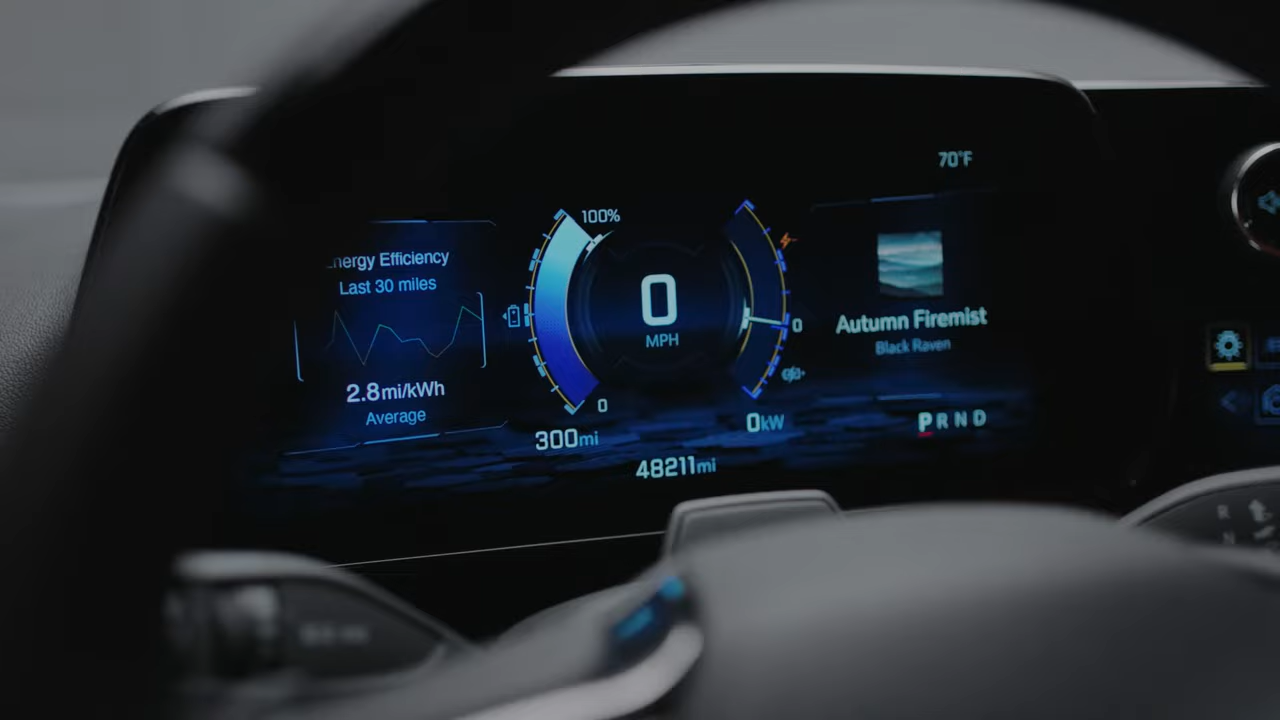 70°F
nergy Efficiency
Last 30 miles
2.8mi/kWh
Average
100%
0
300mi
0
MPH
0
0kW
48211mi
Autumn Firemist
Black Raven
PRND
R